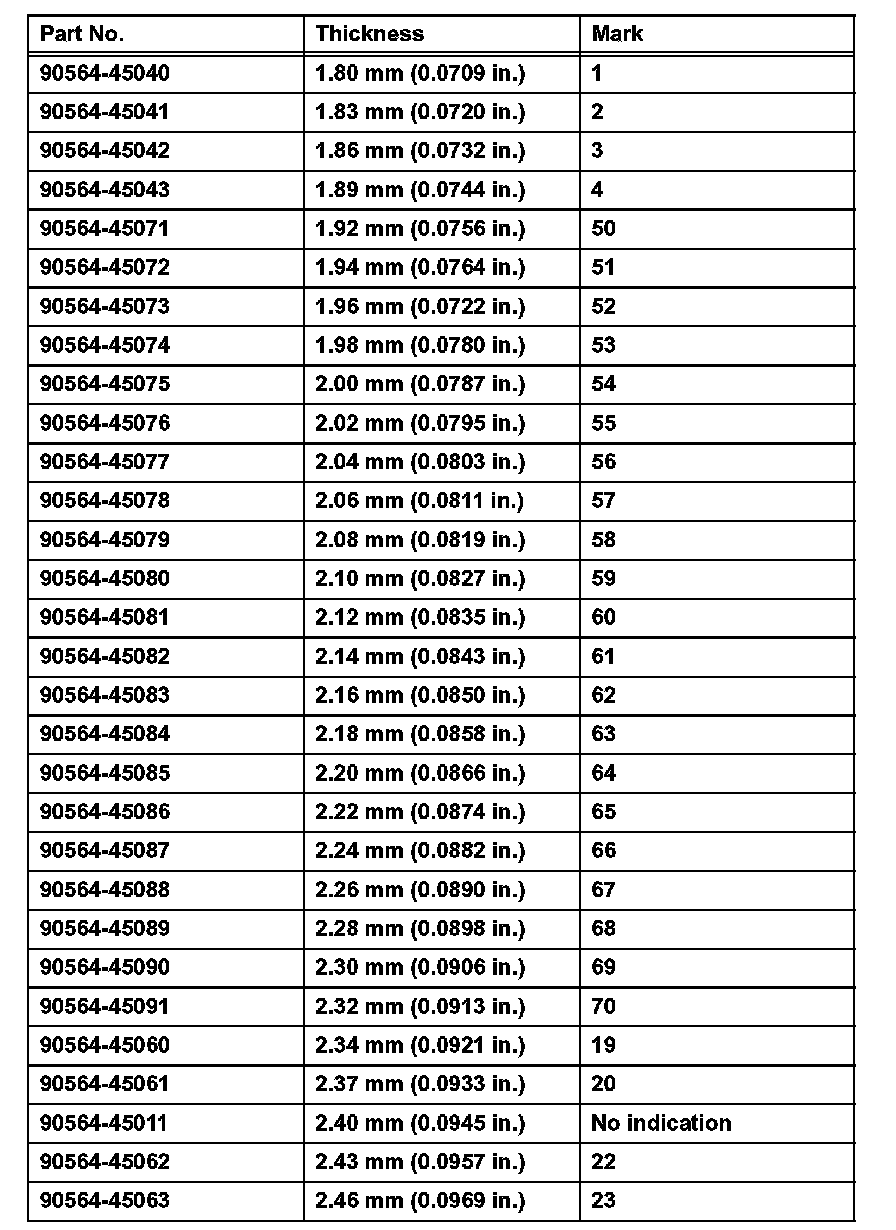 Part No. Thickness Mark
90564-45040 1.80 mm (0.0709 in.) 1
90564-45041 1.83 mm (0.0720 in.) 2
90564-45042 1.86 mm (0.0732 in.) 3
90564-45043 1.89 mm (0.0744 in.) 4
90564-45071 1.92 mm (0.0756 in.) 50
90564-45072 1.94 mm (0.0764 in.) 51
90564-45073 1.96 mm (0.0722 in.) 52
90564-45074 1.98 mm (0.0780 in.) 53
90564-45075 2.00 mm (0.0787 in.) 54
90564-45076 2.02 mm (0.0795 in.) 55
90564-45077 2.04 mm (0.0803 in.) 56
90564-45078 2.06 mm (0.0811 in.) 57
90564-45079 2.08 mm (0.0819 in.) 58
90564-45080 2.10 mm (0.0827 in.) 59
90564-45081 2.12 mm (0.0835 in.) 60
90564-45082 2.14 mm (0.0843 in.) 61
90564-45083 2.16 mm (0.0850 in.) 62
90564-45084 2.18 mm (0.0858 in.) 63
90564-45085 2.20 mm (0.0866 in.) 64
90564-45086 2.22 mm (0.0874 in.) 65
90564-45087 2.24 mm (0.0882 in.) 66
90564-45088 2.26 mm (0.0890 in.) 67
90564-45089 2.28 mm (0.0898 in.) 68
90564-45090 2.30 mm (0.0906 in.) 69
90564-45091 2.32 mm (0.0913 in.) 70
90564-45060 2.34 mm (0.0921 in.) 19
90564-45061 2.37 mm (0.0933 in.) 20
90564-45011 2.40 mm (0.0945 in.) No indication
90564-45062 2.43 mm (0.0957 in.) 22
90564-45063 2.46 mm (0.0969 in.) 23